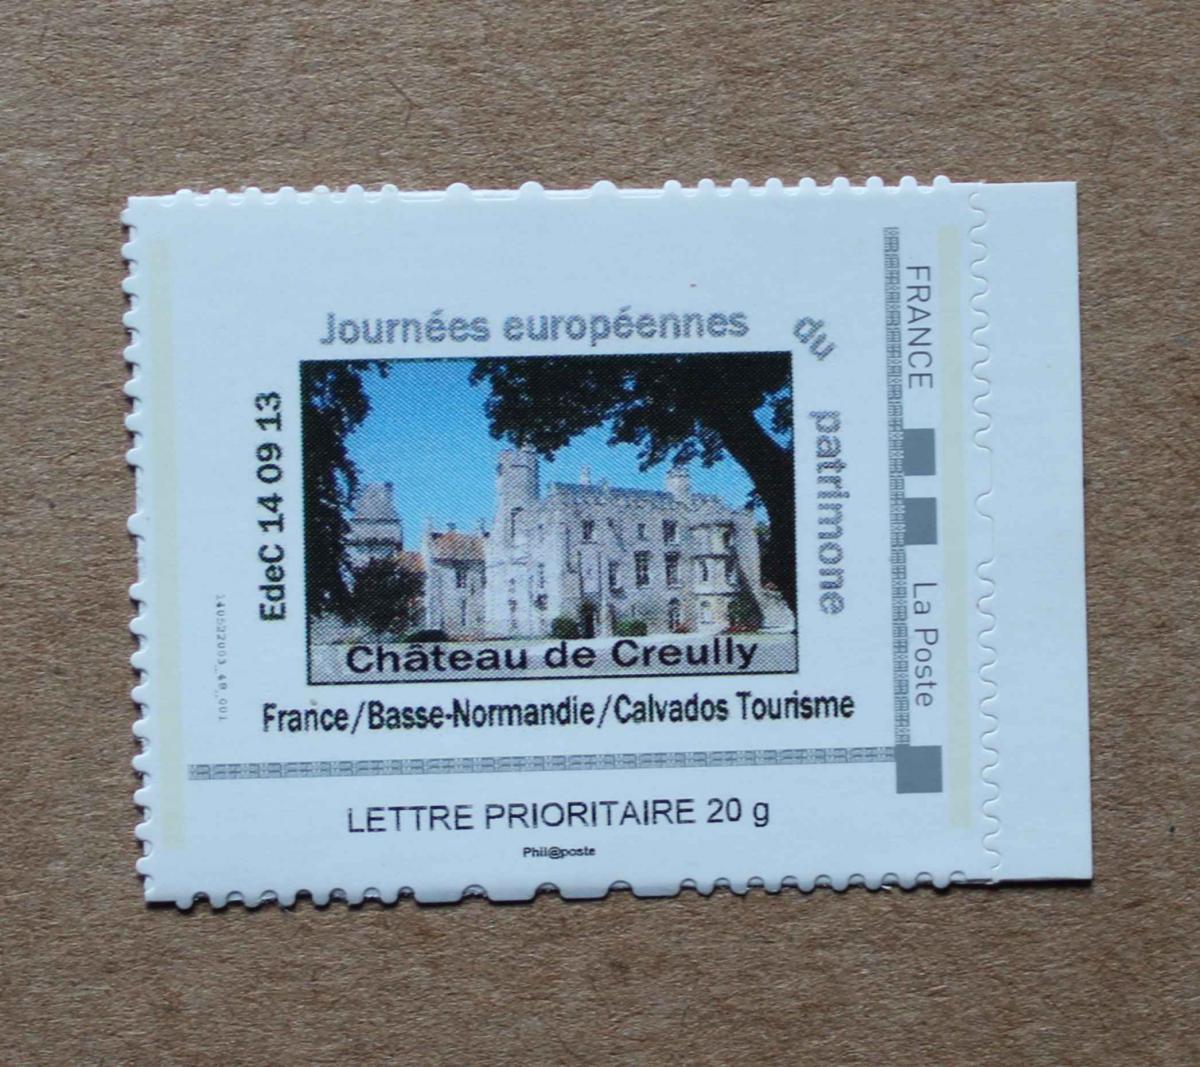 Journées européennes du patrimone
EdeC 14 09 13
Château de Creully
France/Basse-Normandie/Calvados Tourisme
FRANCE
La Poste
LETTRE PRIORITAIRE 20 g
Phil@poste